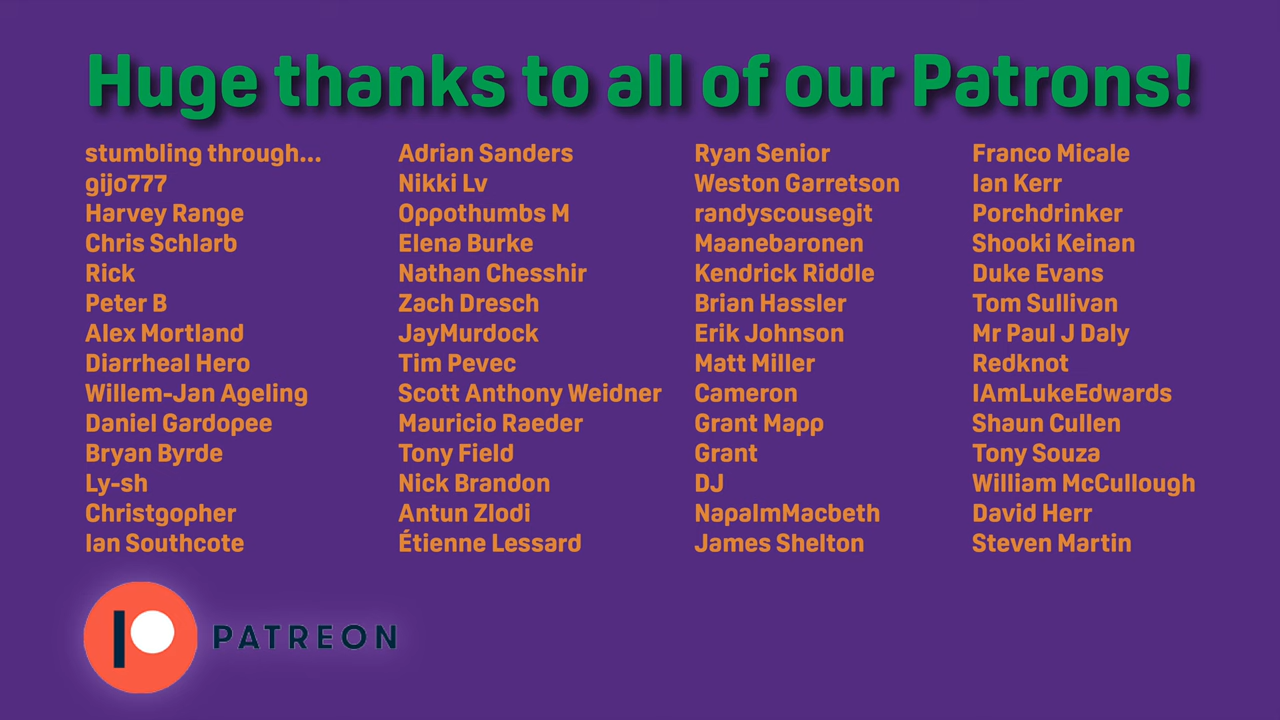 Huge thanks to all of our Patrons!
stumbling through...
gijo777
Harvey Range
Chris Schlarb
Rick
Peter B
Alex Mortland
Diarrheal Hero
Willem-Jan Ageling
Daniel Gardopee
Bryan Byrde
Ly-sh
Christgopher
Ian Southcote
Adrian Sanders
Nikki Lv
Oppothumbs M
Elena Burke
Nathan Chesshir
Zach Dresch
JayMurdock
Tim Pevec
Scott Anthony Weidner
Mauricio Raeder
Tony Field
Nick Brandon
Antun Zlodi
Étienne Lessard
Ryan Senior
Weston Garretson
randyscousegit
Maanebaronen
Kendrick Riddle
Brian Hassler
Erik Johnson
Matt Miller
Cameron
Grant Mapp
Grant
DJ
NapalmMacbeth
James Shelton
Franco Micale
Ian Kerr
Porchdrinker
Shooki Keinan
Duke Evans
Tom Sullivan
Mr Paul J Daly
Redknot
IAmLukeEdwards
Shaun Cullen
Tony Souza
William McCullough
David Herr
Steven Martin
PATREON